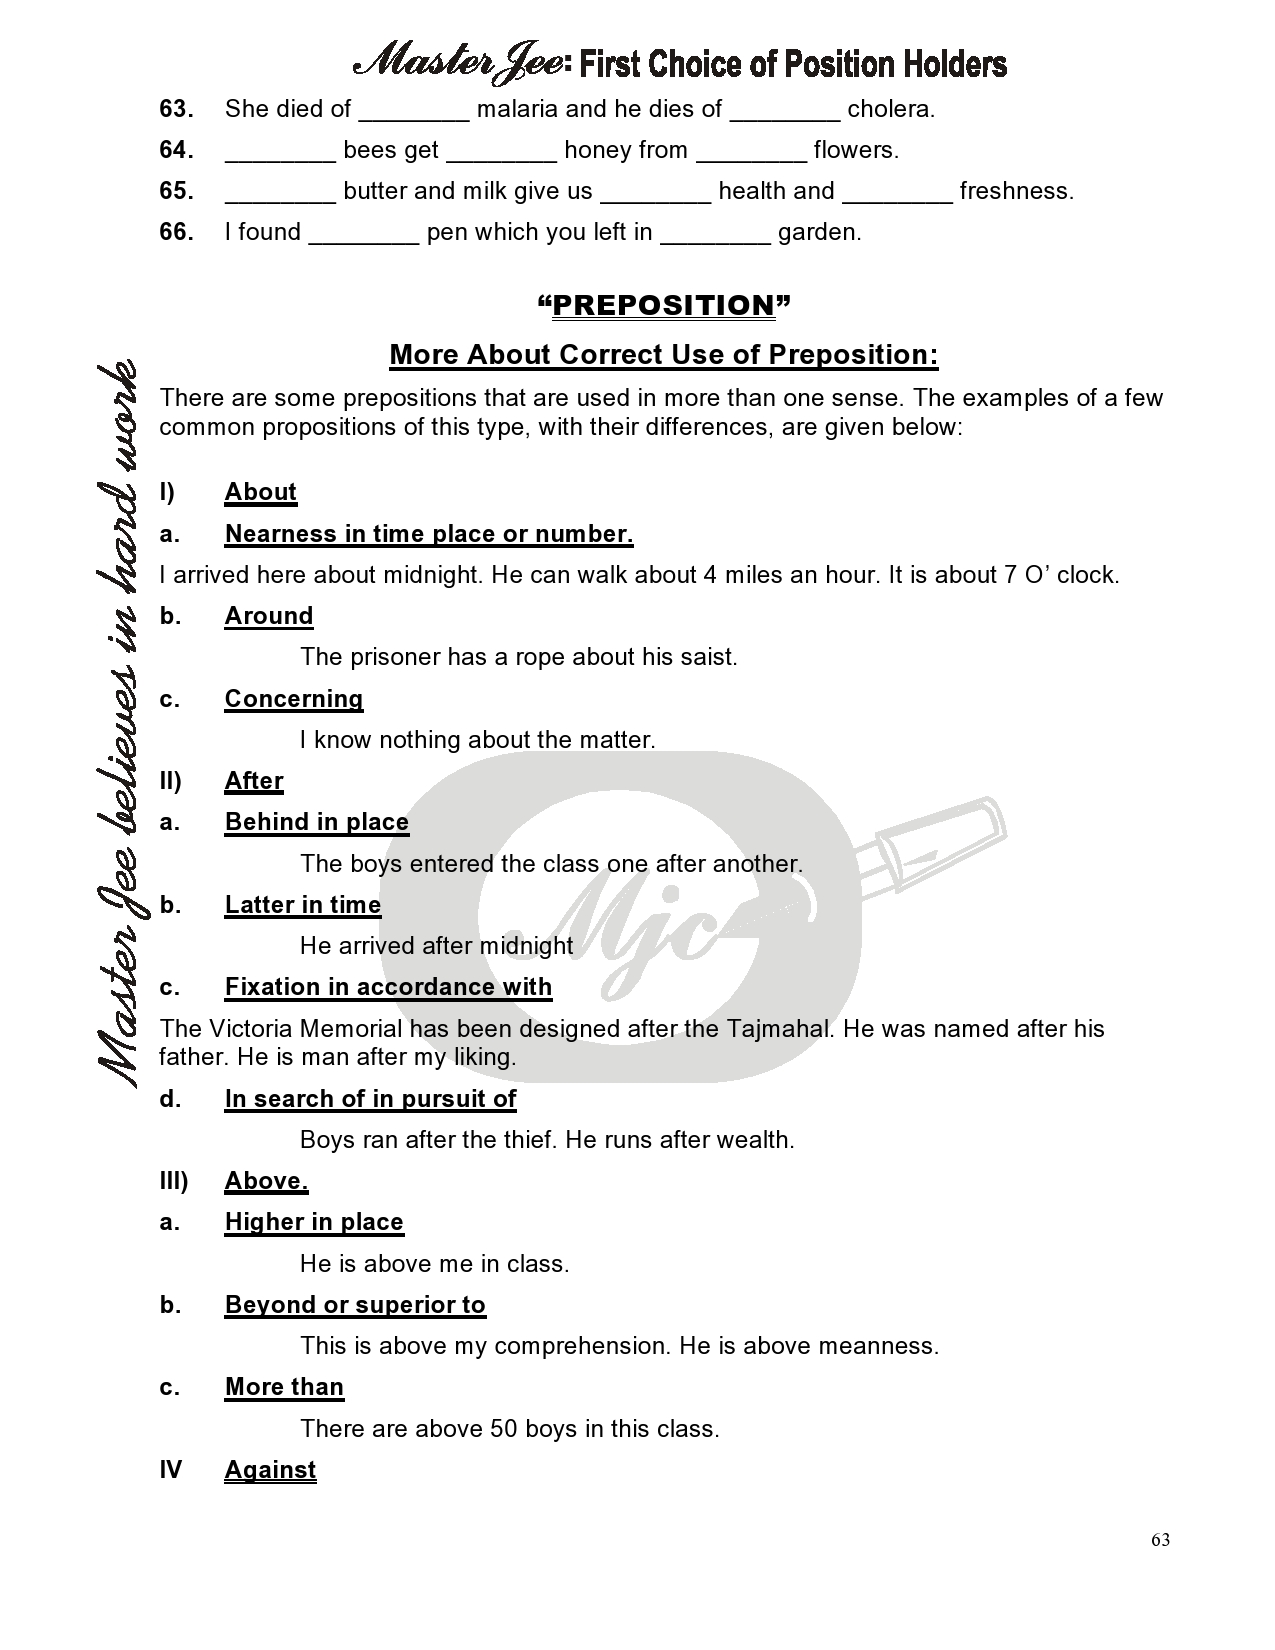 Master Jee: First Choice of Position Holders
63. She died of ________ malaria and he dies of ________ cholera.
64. ________ bees get ________ honey from ________ flowers.
65. ________ butter and milk give us ________ health and ________ freshness.
66. I found ________ pen which you left in ________ garden.
“PREPOSITION”
More About Correct Use of Preposition:
There are some prepositions that are used in more than one sense. The examples of a few
common propositions of this type, with their differences, are given below:
I) About
a. Nearness in time place or number.
I arrived here about midnight. He can walk about 4 miles an hour. It is about 7 O’ clock.
b. Around
The prisoner has a rope about his saist.
c. Concerning
I know nothing about the matter.
II) After
a. Behind in place
The boys entered the class one after another.
b. Latter in time
He arrived after midnight
c. Fixation in accordance with
The Victoria Memorial has been designed after the Tajmahal. He was named after his
father. He is man after my liking.
d. In search of in pursuit of
Boys ran after the thief. He runs after wealth.
III) Above.
a. Higher in place
He is above me in class.
b. Beyond or superior to
This is above my comprehension. He is above meanness.
c. More than
There are above 50 boys in this class.
IV Against
63
Master Jee believes in hard work
Mjc